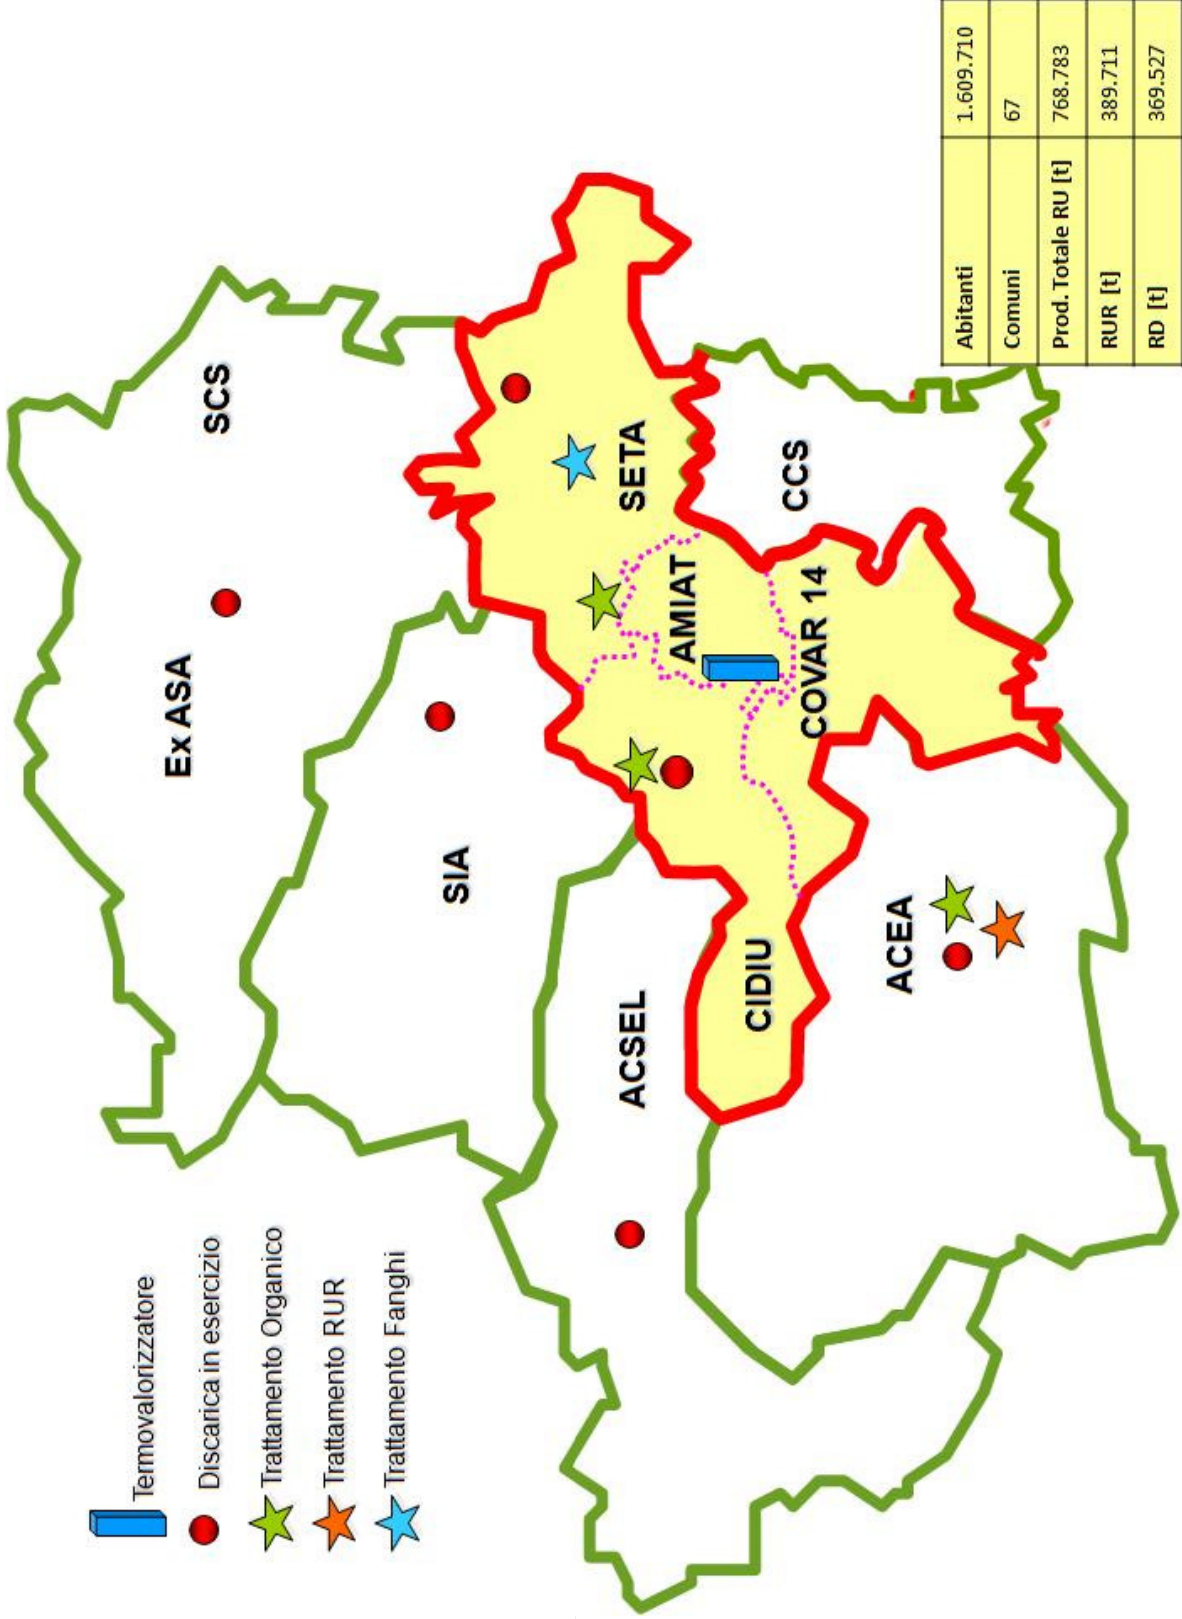 Termovalorizzatore
Discarica in esercizio
Trattamento Organico
Trattamento RUR
Trattamento Fanghi
SCS
Ex ASA
SIA
ACSEL
SETA
AMIAT
CIDIU
COVAR 14
CCS
ACEA
Abitanti 1.609.710
Comuni 67
Prod. Totale RU [t] 768.783
RUR [t] 389.711
RD [t] 369.527